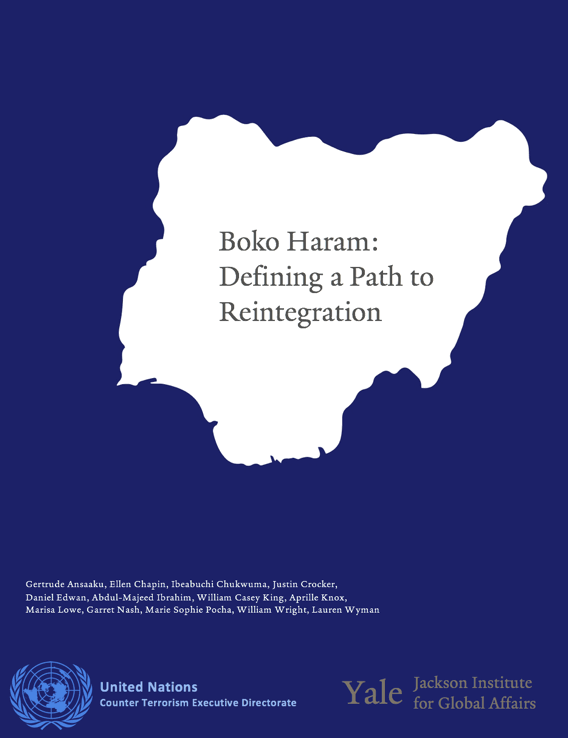 Boko Haram:
Defining a Path to
Reintegration
Gertrude Ansaaku, Ellen Chapin, Ibeabuchi Chukwuma, Justin Crocker,
Daniel Edwan, Abdul-Majeed Ibrahim, William Casey King, Aprille Knox,
Marisa Lowe, Garret Nash, Marie Sophie Pocha, William Wright, Lauren Wyman
United Nations
Counter Terrorism Executive Directorate
Yale
Jackson Institute
for Global Affairs